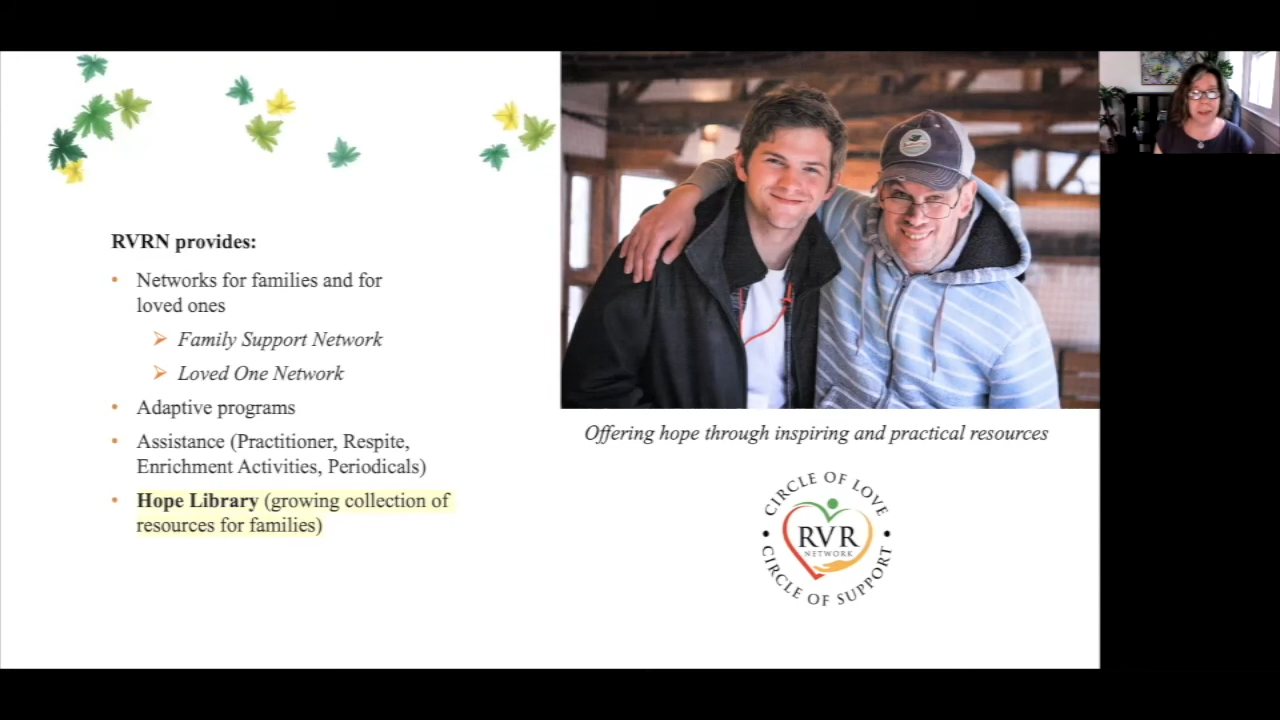 RVRN provides:
• Networks for families and for
loved ones
➢ Family Support Network
➢ Loved One Network
• Adaptive programs
• Assistance (Practitioner, Respite,
Enrichment Activities, Periodicals)
• Hope Library (growing collection of
resources for families)
Offering hope through inspiring and practical resources
CIRCLE OF LOVE
RVR
NETWORK
CIRCLE OF SUPPORT